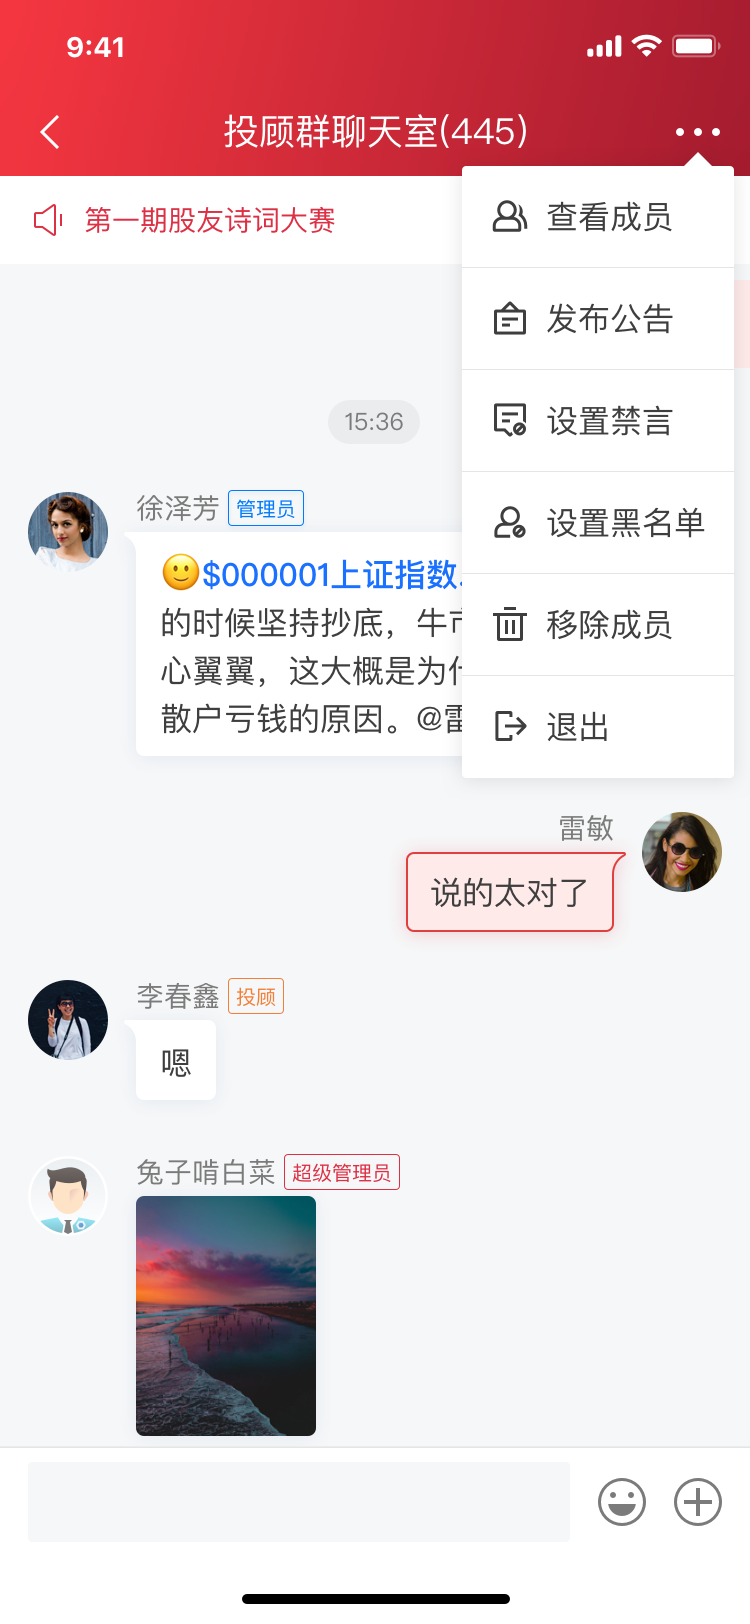 9:41
投顾群聊天室(445)
第一期股友诗词大赛
查看成员
发布公告
设置禁言
设置黑名单
移除成员
退出
15:36
徐泽芳 管理员
$000001上证指数
的时候坚持抄底，牛市
心翼翼，这大概是为什
散户亏钱的原因。@雷
雷敏
说的太对了
李春鑫 投顾
嗯
兔子啃白菜 超级管理员